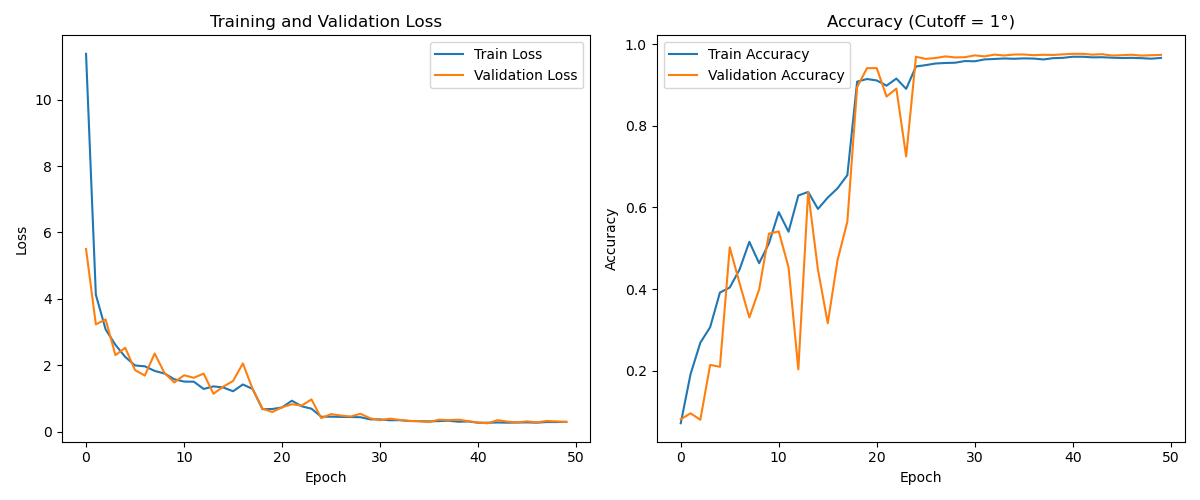 Training and Validation Loss
Train Loss
Validation Loss
Loss
10
8
6
4
2
0
0
10
20
30
40
50
Epoch
Accuracy (Cutoff = 1°)
Train Accuracy
Validation Accuracy
Accuracy
1.0
0.8
0.6
0.4
0.2
0
10
20
30
40
50
Epoch